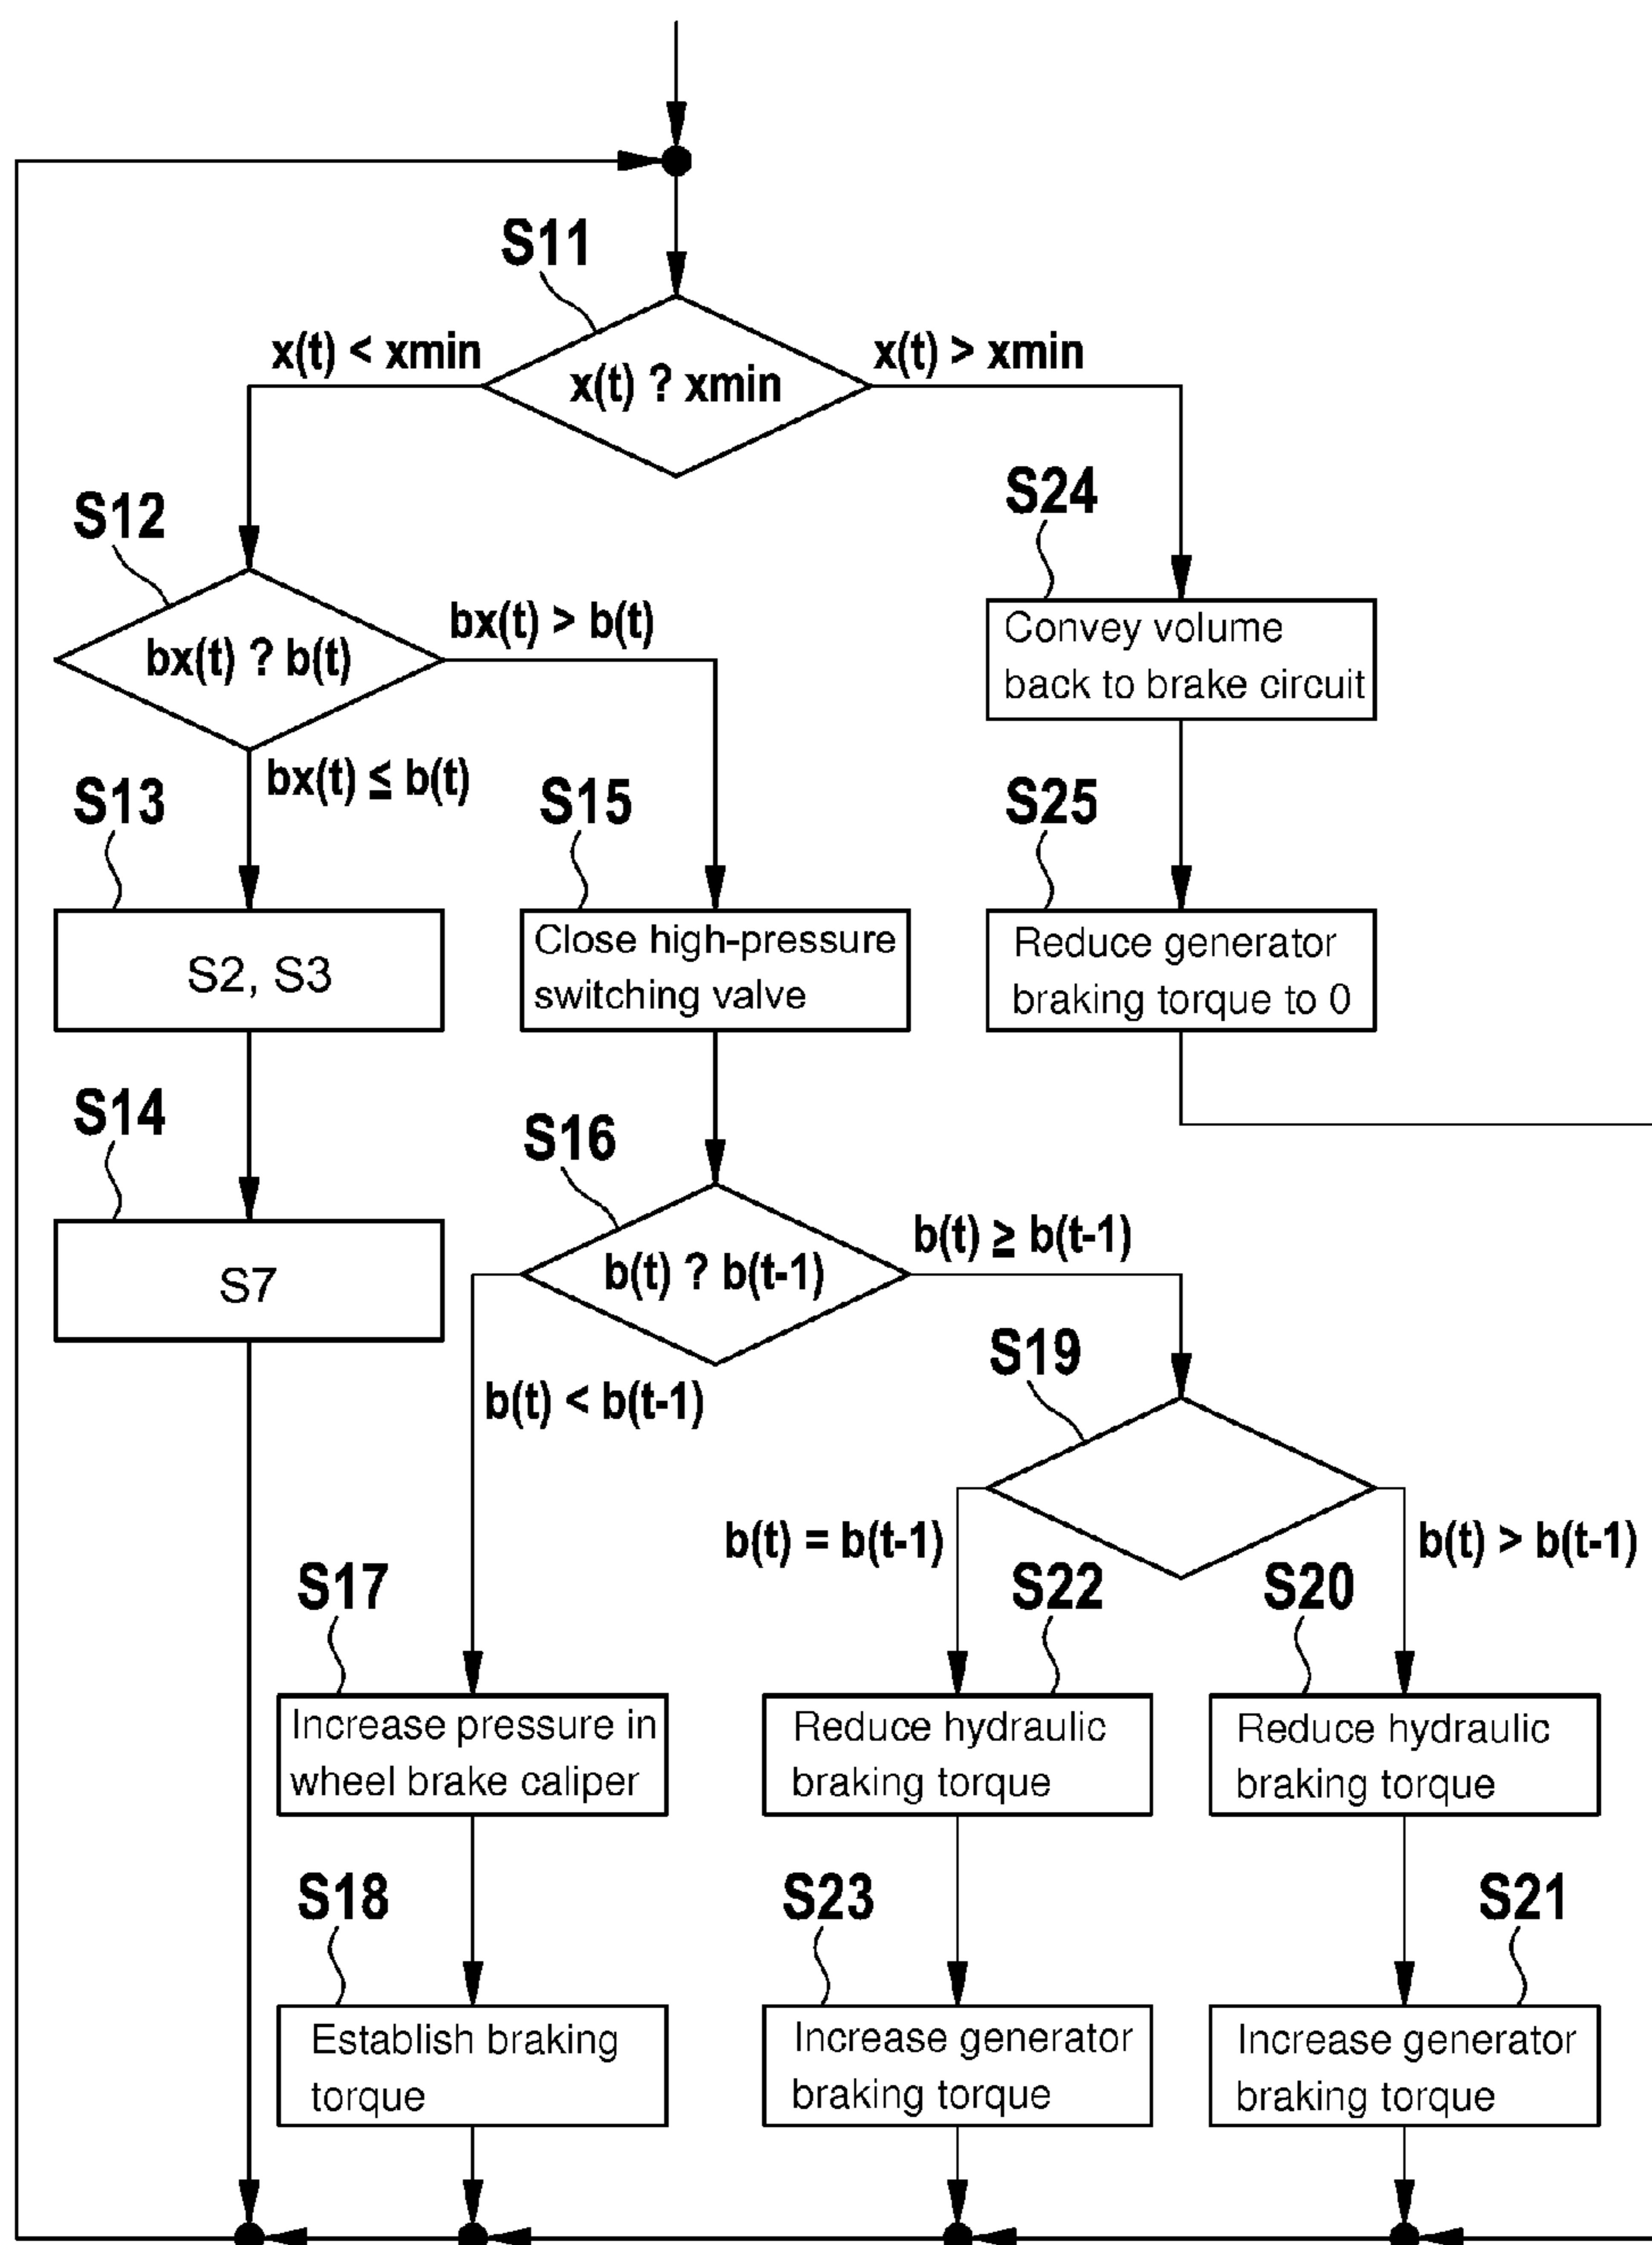 S11
x(t) < xmin
x(t) ? xmin
x(t) > xmin
S12
bx(t) ? b(t)
bx(t) > b(t)
bx(t) ≤ b(t)
S24
Convey volume
back to brake circuit
S13
S2, S3
S15
Close high-pressure
switching valve
S25
Reduce generator
braking torque to 0
S14
S7
S16
b(t) ? b(t-1)
b(t) ≥ b(t-1)
b(t) < b(t-1)
S19
b(t) = b(t-1)
b(t) > b(t-1)
S17
Increase pressure in
wheel brake caliper
S22
Reduce hydraulic
braking torque
S20
Reduce hydraulic
braking torque
S18
Establish braking
torque
S23
Increase generator
braking torque
S21
Increase generator
braking torque